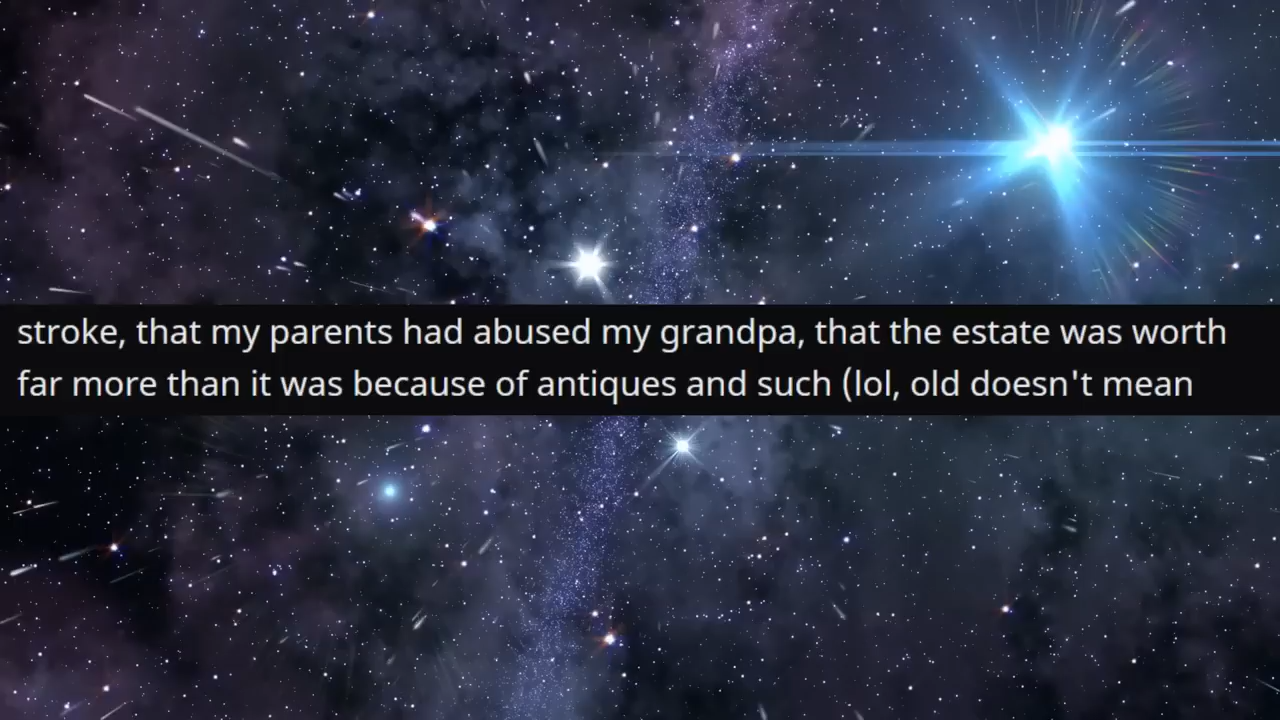 stroke, that my parents had abused my grandpa, that the estate was worth
far more than it was because of antiques and such (lol, old doesn't mean